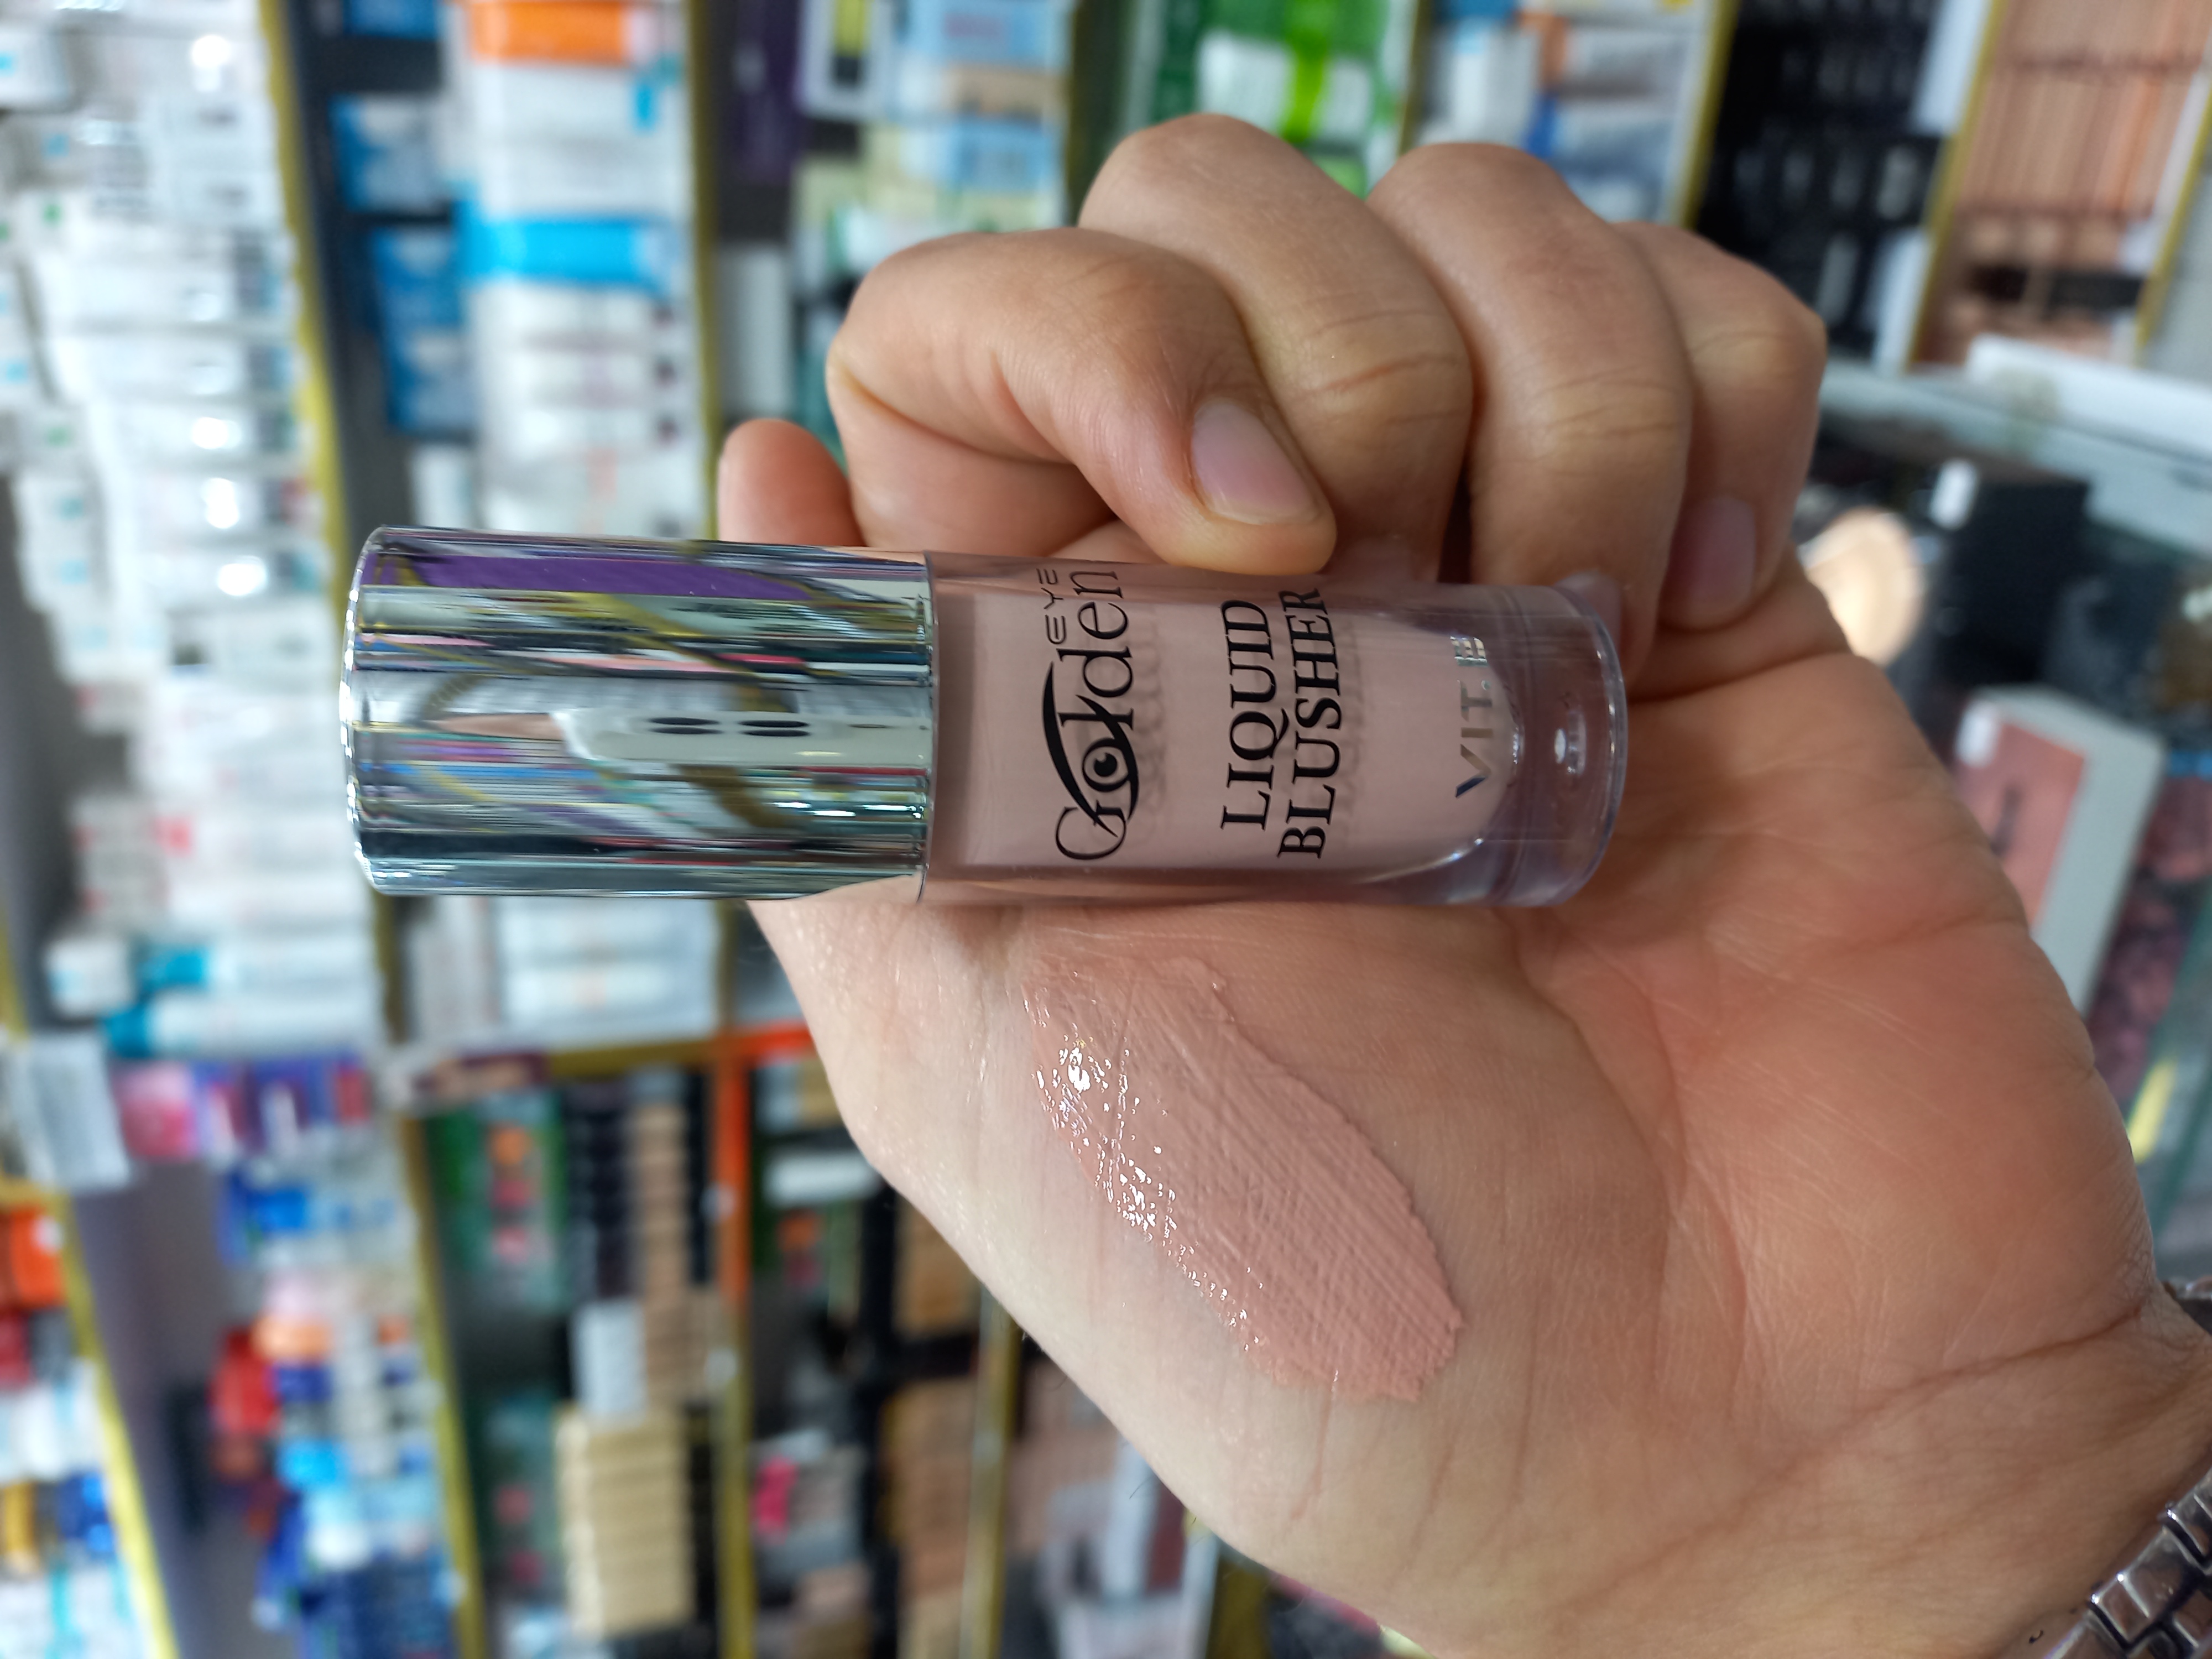 Golden
EYE
LIQUID
BLUSHER
VIT. E